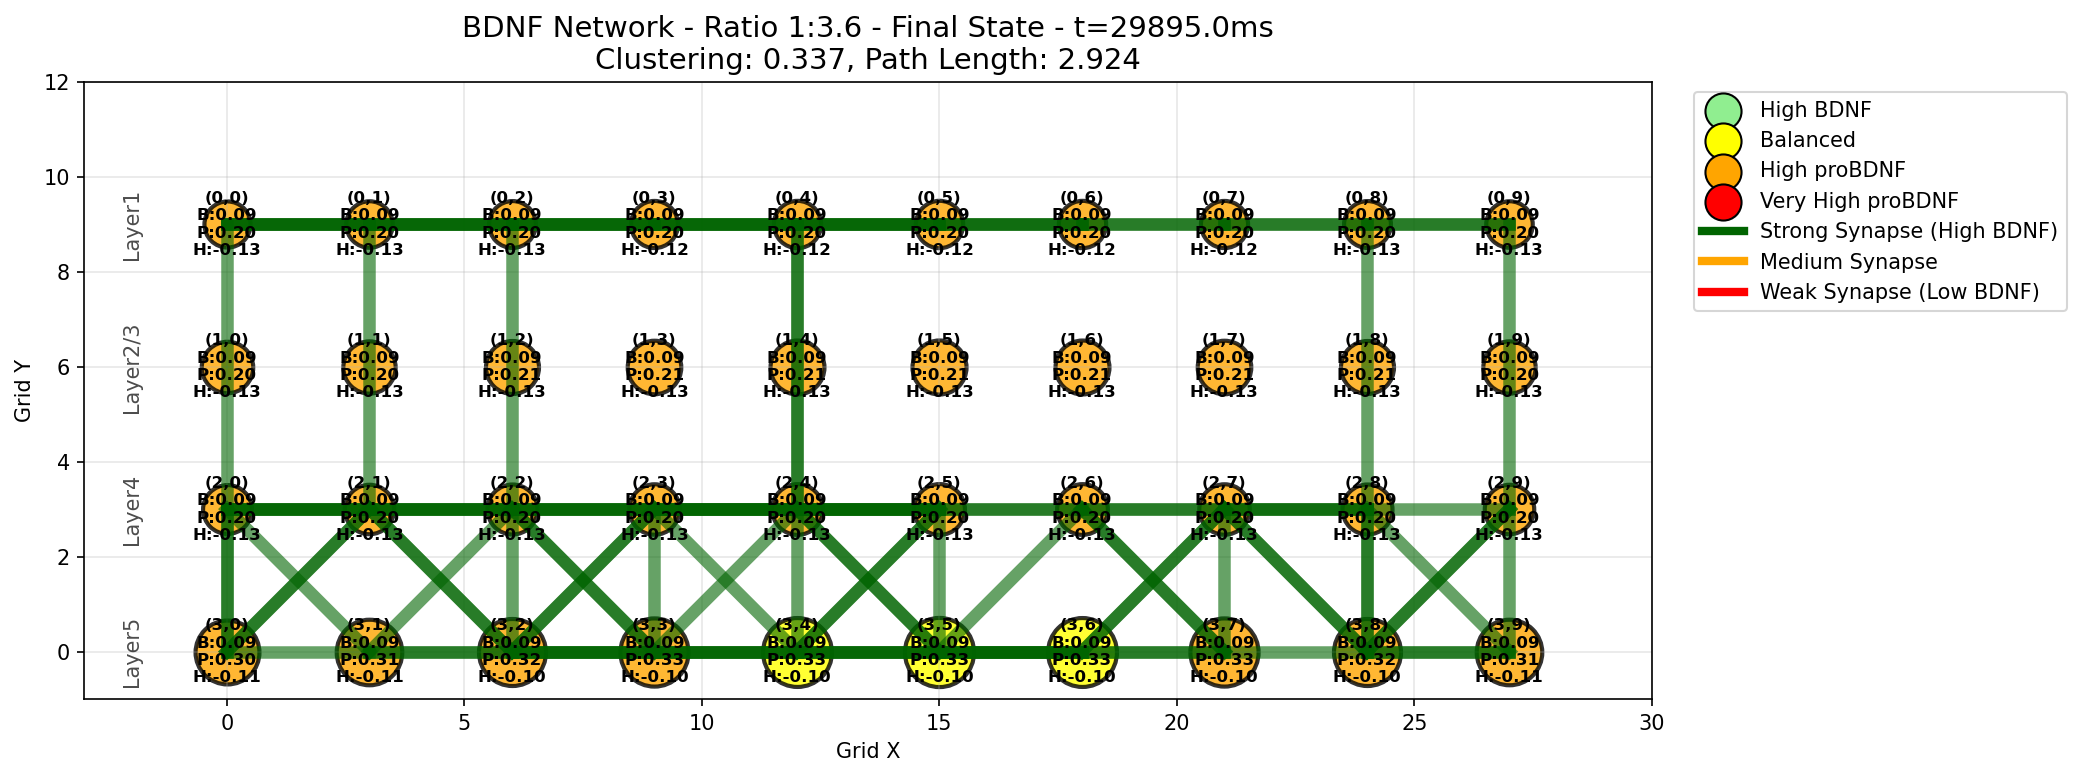 BDNF Network - Ratio 1:3.6 - Final State - t=29895.0ms
Clustering: 0.337, Path Length: 2.924
12
10
8
6
4
2
0
Grid Y
Layer1
Layer2/3
Layer4
Layer5
(0,0) (0,1) (0,2) (0,3) (0,4) (0,5) (0,6) (0,7) (0,8) (0,9)
B:0.09 B:0.09 B:0.09 B:0.09 B:0.09 B:0.09 B:0.09 B:0.09 B:0.09 B:0.09
P:0.20 P:0.20 P:0.20 P:0.20 P:0.20 P:0.20 P:0.20 P:0.20 P:0.20 P:0.20
H:-0.13 H:-0.13 H:-0.13 H:-0.12 H:-0.12 H:-0.12 H:-0.12 H:-0.12 H:-0.13 H:-0.13
(1,0) (1,1) (1,2) (1,3) (1,4) (1,5) (1,6) (1,7) (1,8) (1,9)
B:0.09 B:0.09 B:0.09 B:0.09 B:0.09 B:0.09 B:0.09 B:0.09 B:0.09 B:0.09
P:0.20 P:0.20 P:0.21 P:0.21 P:0.21 P:0.21 P:0.21 P:0.21 P:0.21 P:0.20
H:-0.13 H:-0.13 H:-0.13 H:-0.13 H:-0.13 H:-0.13 H:-0.13 H:-0.13 H:-0.13 H:-0.13
(2,0) (2,1) (2,2) (2,3) (2,4) (2,5) (2,6) (2,7) (2,8) (2,9)
B:0.09 B:0.09 B:0.09 B:0.09 B:0.09 B:0.09 B:0.09 B:0.09 B:0.09 B:0.09
P:0.20 P:0.20 P:0.20 P:0.20 P:0.20 P:0.20 P:0.20 P:0.20 P:0.20 P:0.20
H:-0.13 H:-0.13 H:-0.13 H:-0.13 H:-0.13 H:-0.13 H:-0.13 H:-0.13 H:-0.13 H:-0.13
(3,0) (3,1) (3,2) (3,3) (3,4) (3,5) (3,6) (3,7) (3,8) (3,9)
B:0.09 B:0.09 B:0.09 B:0.09 B:0.09 B:0.09 B:0.09 B:0.09 B:0.09 B:0.09
P:0.30 P:0.31 P:0.32 P:0.33 P:0.33 P:0.33 P:0.33 P:0.33 P:0.32 P:0.31
H:-0.11 H:-0.11 H:-0.10 H:-0.10 H:-0.10 H:-0.10 H:-0.10 H:-0.10 H:-0.10 H:-0.11
0 5 10 15 20 25 30
Grid X
High BDNF
Balanced
High proBDNF
Very High proBDNF
Strong Synapse (High BDNF)
Medium Synapse
Weak Synapse (Low BDNF)